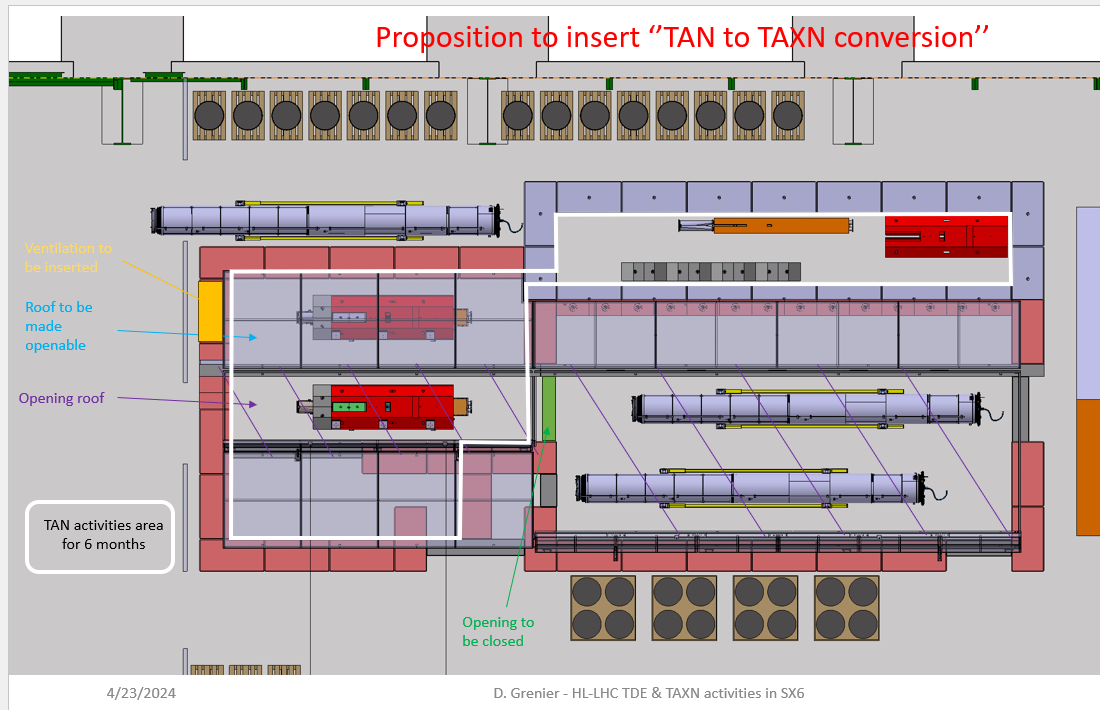 Proposition to insert ‘‘TAN to TAXN conversion’’
Ventilation to
be inserted
Roof to be
made
openable
Opening roof
TAN activities area
for 6 months
Opening to
be closed
4/23/2024
D. Grenier - HL-LHC TDE & TAXN activities in SX6